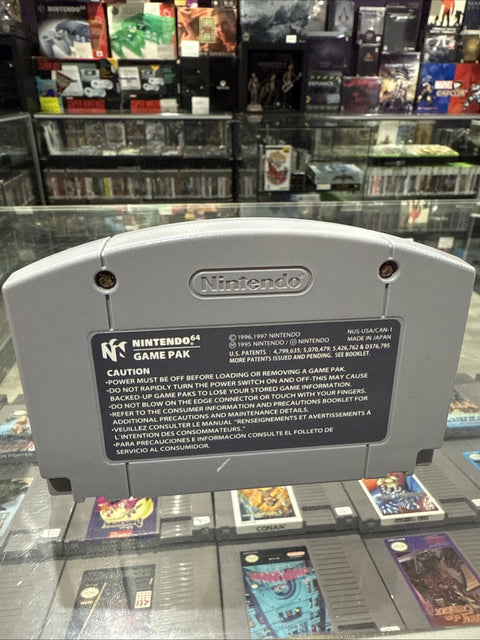 MARVEL
CAPCOM
Nintendo
NINTENDO64
GAME PAK
© 1996,1997 NINTENDO
Ⓜ 1995 NINTENDO / Ⓓ NINTENDO
NUS-USA/CAN-1
MADE IN JAPAN
U.S. PATENTS : 4,799,635; 5,070,479; 5,426,762 & D376,795
MORE PATENTS ISSUED AND PENDING. SEE BOOKLET.
CAUTION
•POWER MUST BE OFF BEFORE LOADING OR REMOVING A GAME PAK.
•DO NOT RAPIDLY TURN THE POWER SWITCH ON AND OFF-THIS MAY CAUSE
BACKED-UP GAME PAKS TO LOSE YOUR STORED GAME INFORMATION.
•DO NOT BLOW ON THE EDGE CONNECTOR OR TOUCH WITH YOUR FINGERS.
•REFER TO THE CONSUMER INFORMATION AND PRECAUTIONS BOOKLET FOR
ADDITIONAL PRECAUTIONS AND MAINTENANCE DETAILS.
•VEUILLEZ CONSULTER LE MANUAL "RENSEIGNEMENTS ET AVERTISSEMENTS Á
L'INTENTION DES CONSOMMATEURS."
•PARA PRECAUCIONES E INFORMACIÓN CONSULTE EL FOLLETO DE
SERVICIO AL CONSUMIDOR.
CONAN